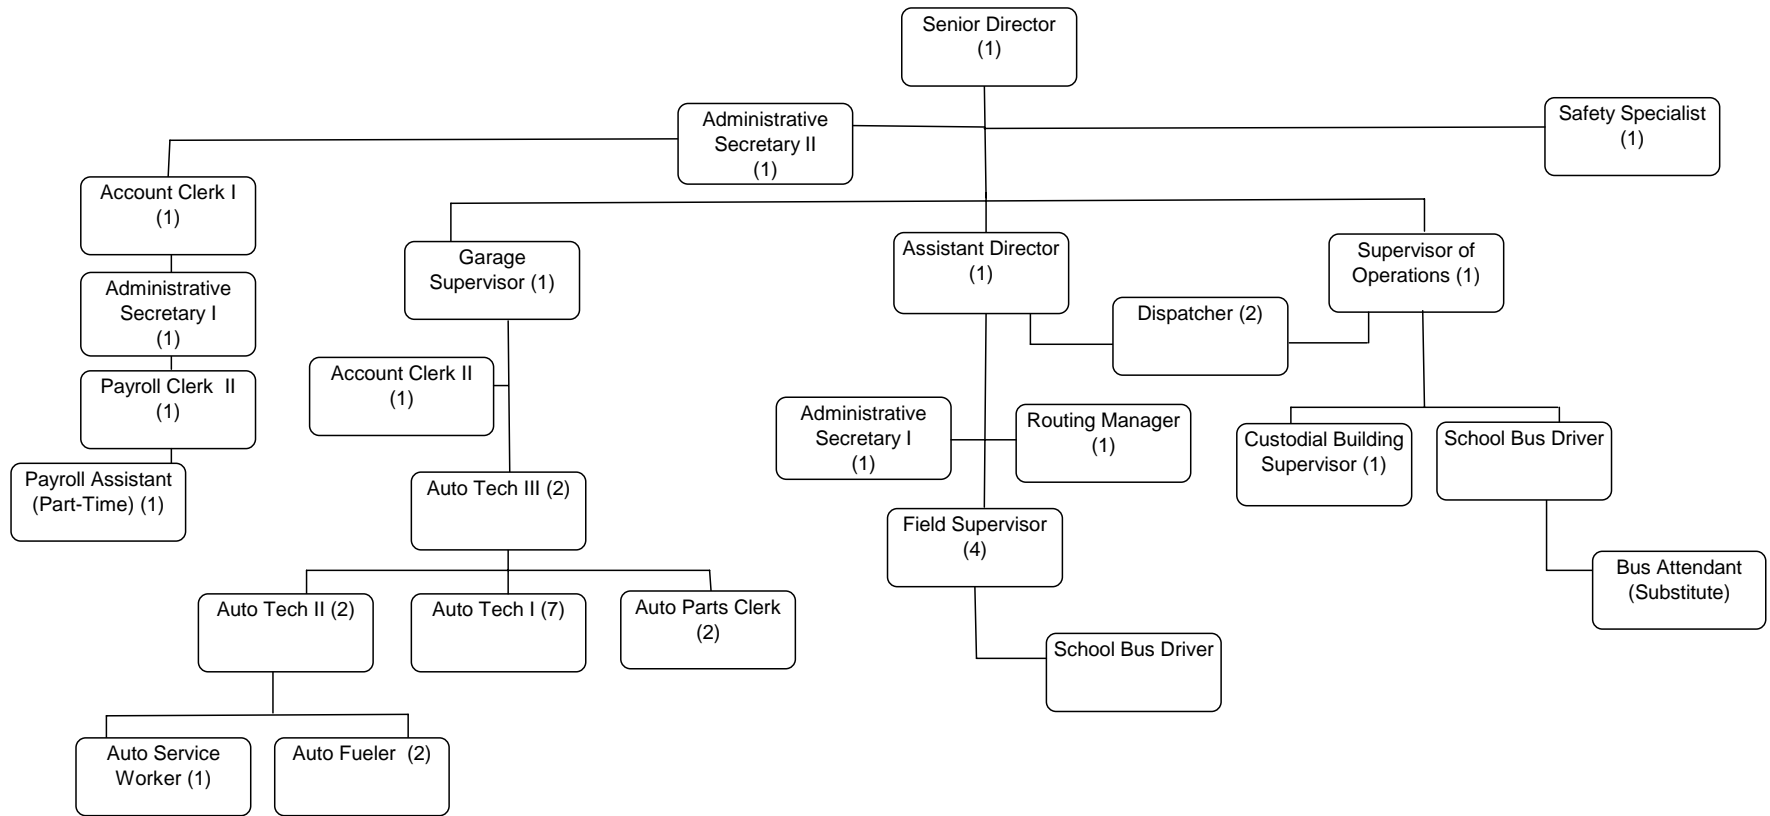 Senior Director
(1)
Administrative
Secretary II
(1)
Safety Specialist
(1)
Account Clerk I
(1)
Administrative
Secretary I
(1)
Payroll Clerk  II
(1)
Payroll Assistant
(Part-Time) (1)
Garage
Supervisor (1)
Account Clerk II
(1)
Auto Tech III (2)
Auto Tech II (2)
Auto Tech I (7)
Auto Parts Clerk
(2)
Auto Service
Worker (1)
Auto Fueler  (2)
Assistant Director
(1)
Dispatcher (2)
Administrative
Secretary I
(1)
Routing Manager
(1)
Field Supervisor
(4)
School Bus Driver
Supervisor of
Operations (1)
Custodial Building
Supervisor (1)
School Bus Driver
Bus Attendant
(Substitute)